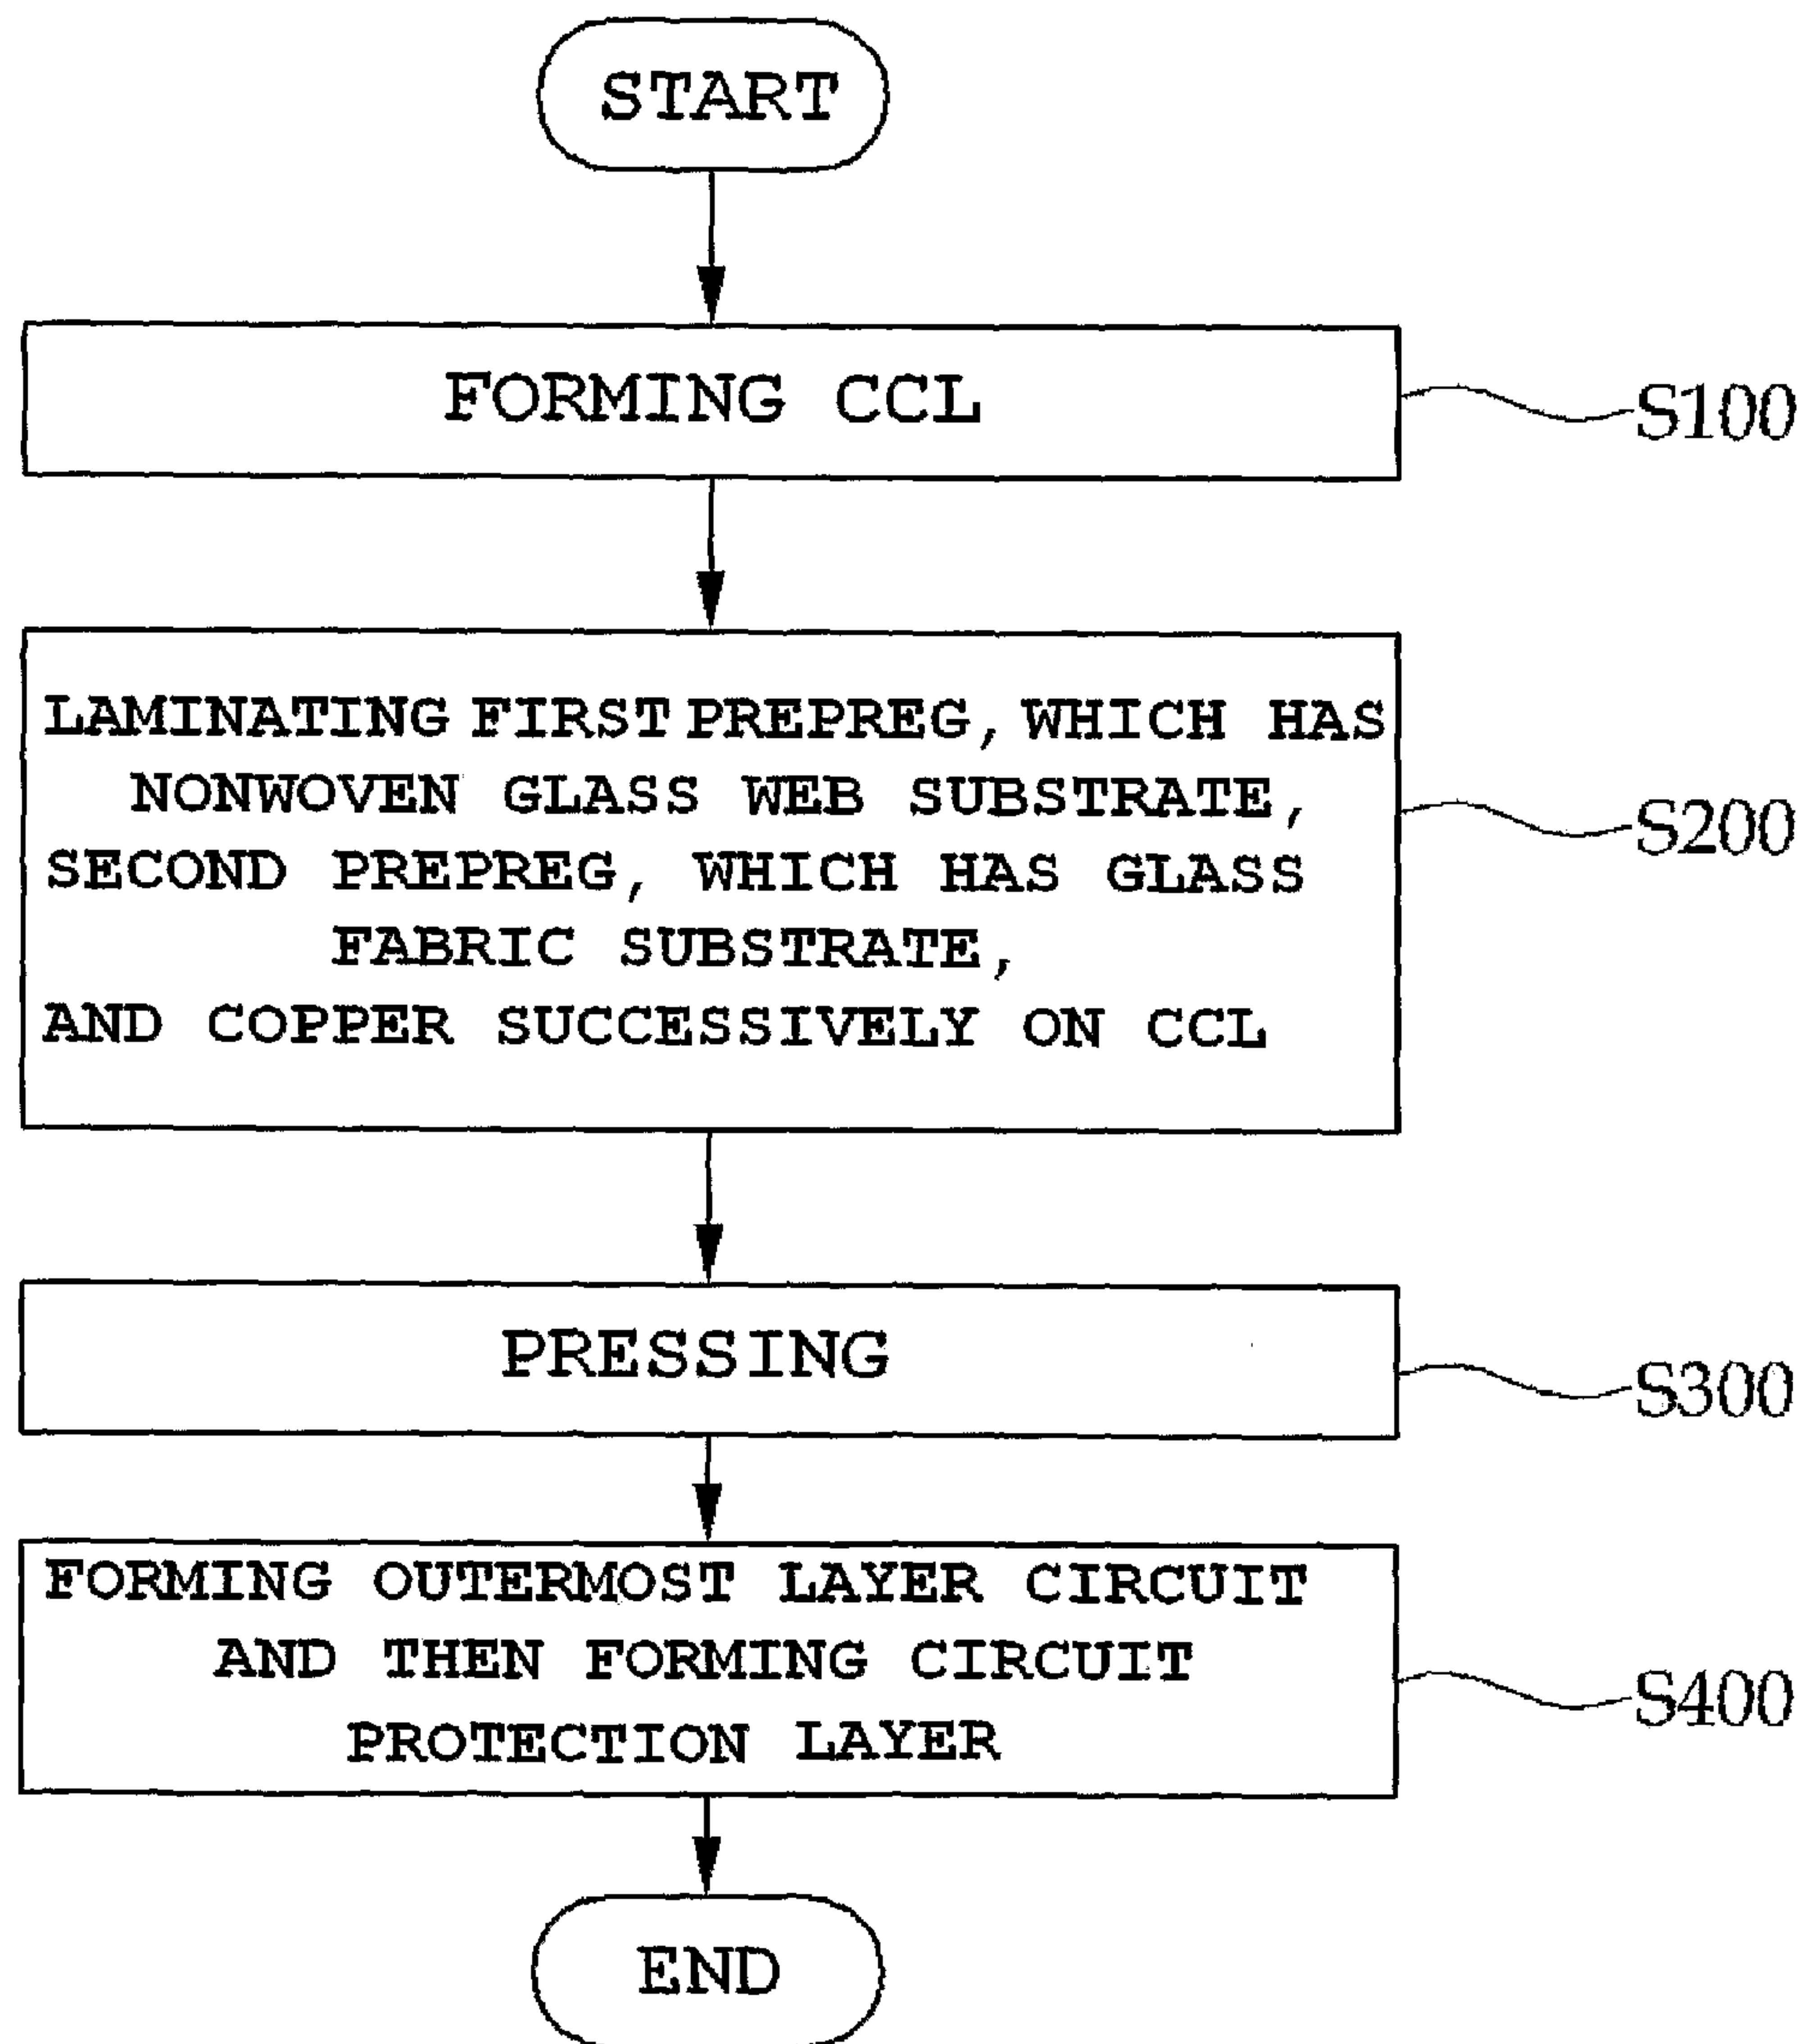 START
FORMING CCL
S100
LAMINATING FIRST PREPREG, WHICH HAS
NONWOVEN GLASS WEB SUBSTRATE,
SECOND PREPREG, WHICH HAS GLASS
FABRIC SUBSTRATE,
AND COPPER SUCCESSIVELY ON CCL
S200
PRESSING
S300
FORMING OUTERMOST LAYER CIRCUIT
AND THEN FORMING CIRCUIT
PROTECTION LAYER
S400
END